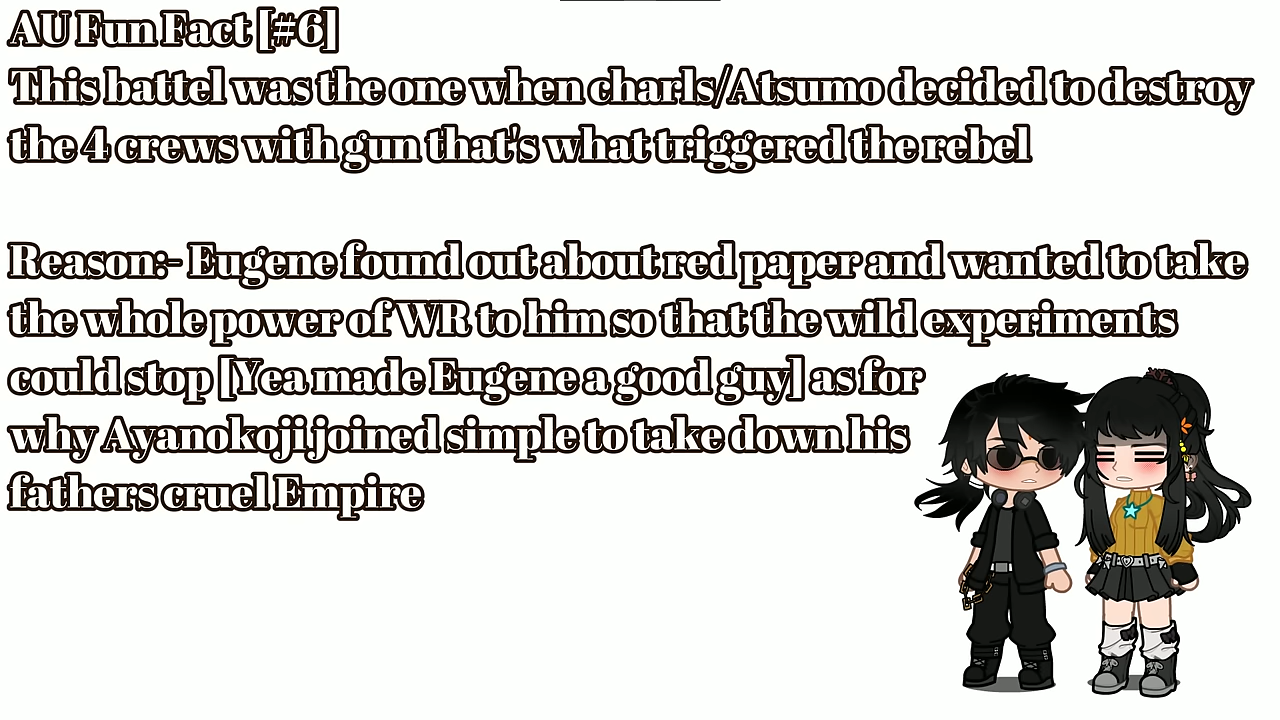 AU Fun Fact [#6]
This battel was the one when charls/Atsumo decided to destroy
the 4 crews with gun that's what triggered the rebel
Reason:- Eugene found out about red paper and wanted to take
the whole power of WR to him so that the wild experiments
could stop [Yea made Eugene a good guy] as for
why Ayanokoji joined simple to take down his
fathers cruel Empire